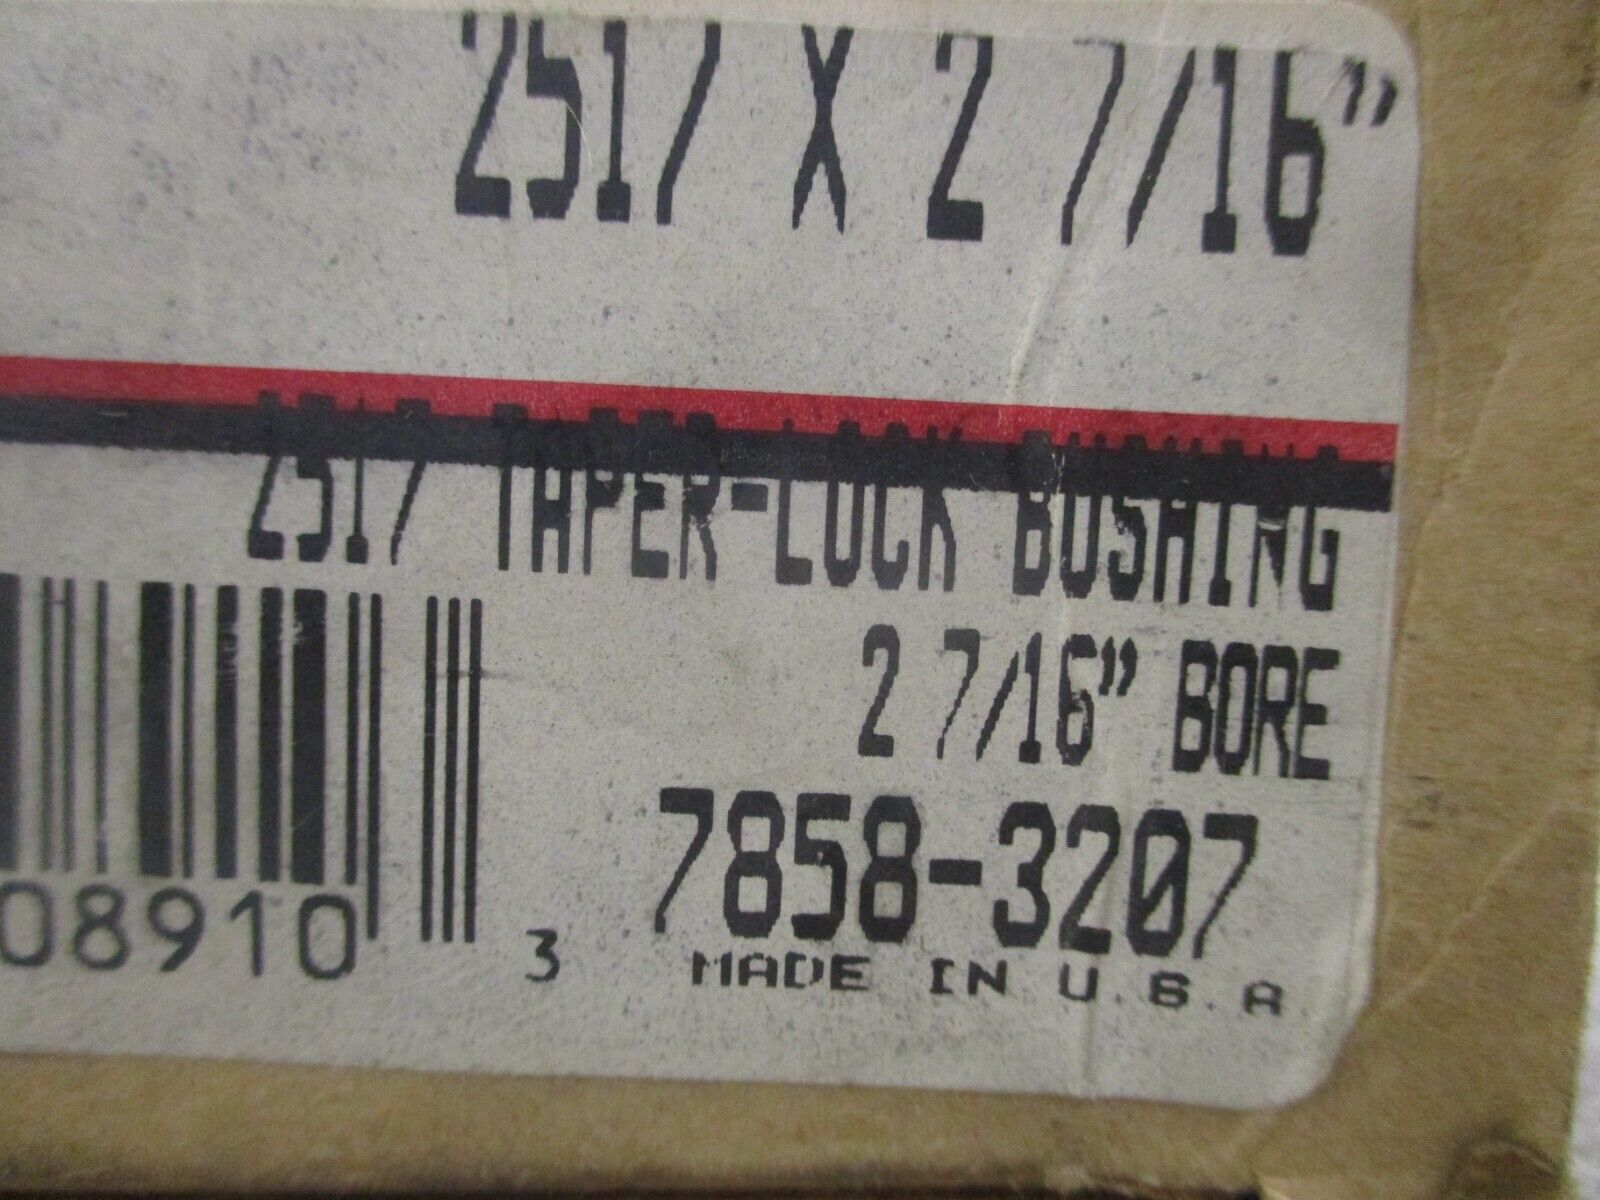 2517 X 2 7/16"
2517 TAPER-LOCK BUSHING
2 7/16" BORE
7858-3207
08910 3
MADE IN U.S.A